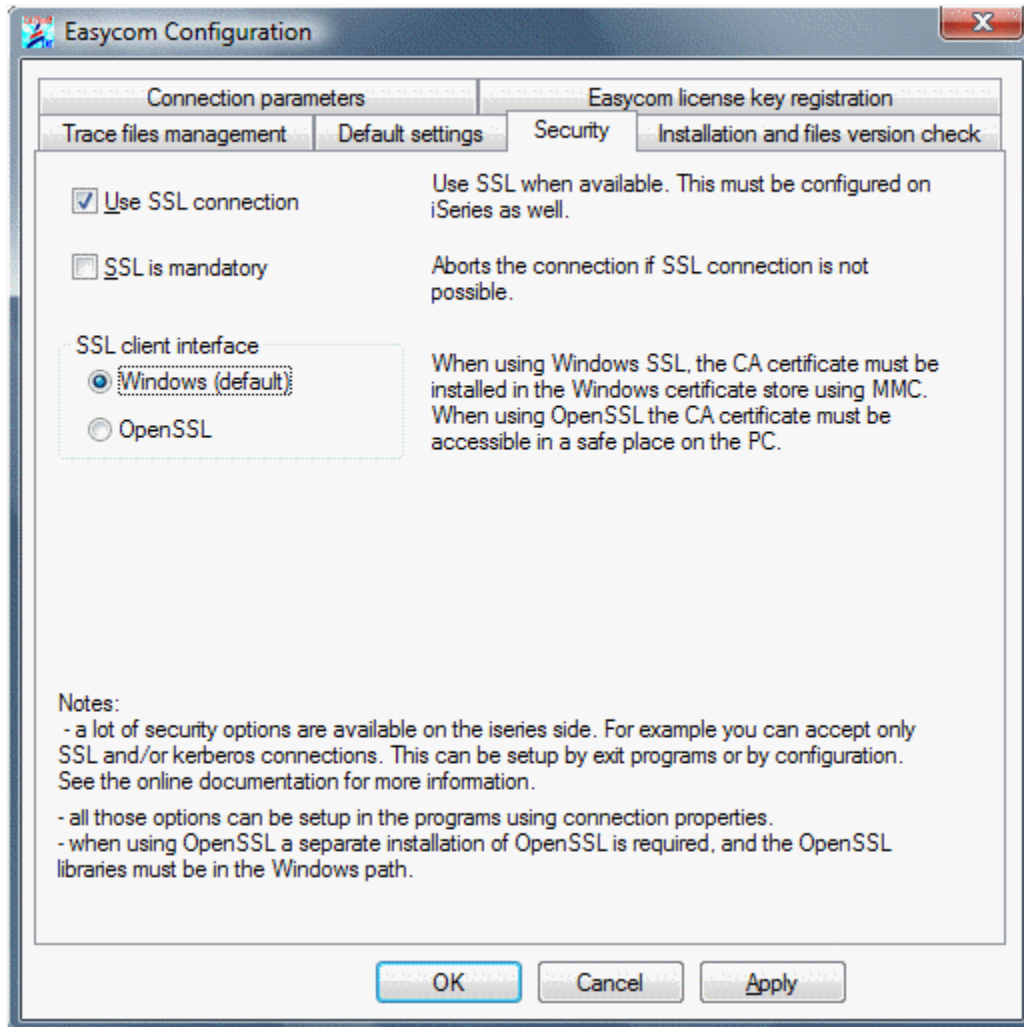 Easycom Configuration
Connection parameters
Easycom license key registration
Trace files management
Default settings
Security
Installation and files version check
Use SSL connection
Use SSL when available. This must be configured on
iSeries as well.
SSL is mandatory
Aborts the connection if SSL connection is not
possible.
SSL client interface
Windows (default)
OpenSSL
When using Windows SSL, the CA certificate must be
installed in the Windows certificate store using MMC.
When using OpenSSL the CA certificate must be
accessible in a safe place on the PC.
Notes:
- a lot of security options are available on the iseries side. For example you can accept only
SSL and/or kerberos connections. This can be setup by exit programs or by configuration.
See the online documentation for more information.
- all those options can be setup in the programs using connection properties.
- when using OpenSSL a separate installation of OpenSSL is required, and the OpenSSL
libraries must be in the Windows path.
OK
Cancel
Apply